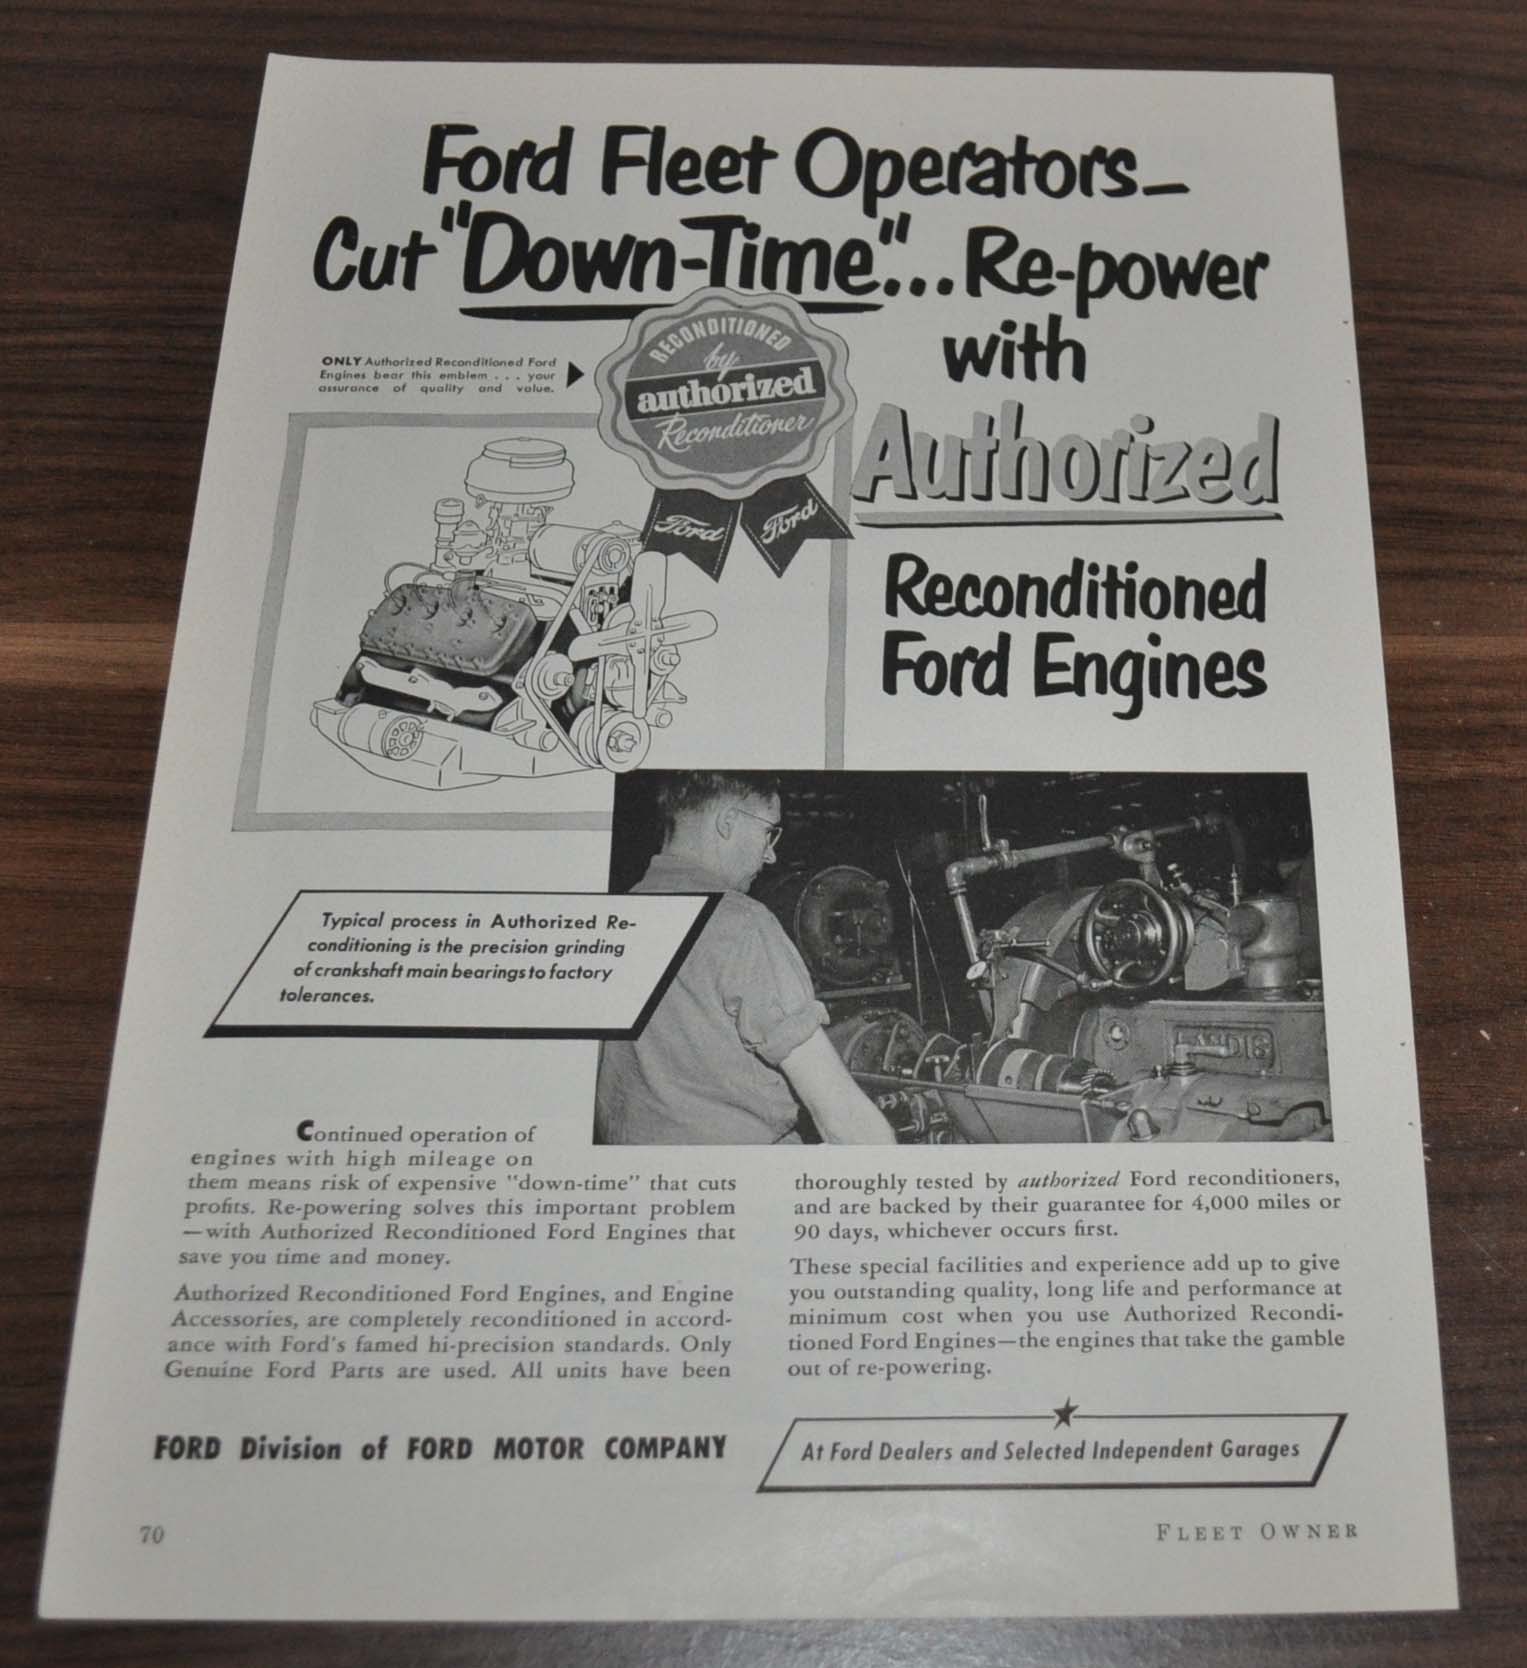 Ford Fleet Operators—
Cut "Down-Time"... Re-power
with
Authorized
Reconditioned
Ford Engines
ONLY Authorized Reconditioned Ford
Engines bear this emblem . . . your
assurance of quality and value.
RECONDITIONED
by
authorized
Reconditioner
Ford Ford
LANDIS
Typical process in Authorized Re-
conditioning is the precision grinding
of crankshaft main bearings to factory
tolerances.
Continued operation of
engines with high mileage on
them means risk of expensive "down-time" that cuts
profits. Re-powering solves this important problem
—with Authorized Reconditioned Ford Engines that
save you time and money.
Authorized Reconditioned Ford Engines, and Engine
Accessories, are completely reconditioned in accord-
ance with Ford's famed hi-precision standards. Only
Genuine Ford Parts are used. All units have been
thoroughly tested by authorized Ford reconditioners,
and are backed by their guarantee for 4,000 miles or
90 days, whichever occurs first.
These special facilities and experience add up to give
you outstanding quality, long life and performance at
minimum cost when you use Authorized Recondi-
tioned Ford Engines—the engines that take the gamble
out of re-powering.
FORD Division of FORD MOTOR COMPANY
At Ford Dealers and Selected Independent Garages
70
FLEET OWNER